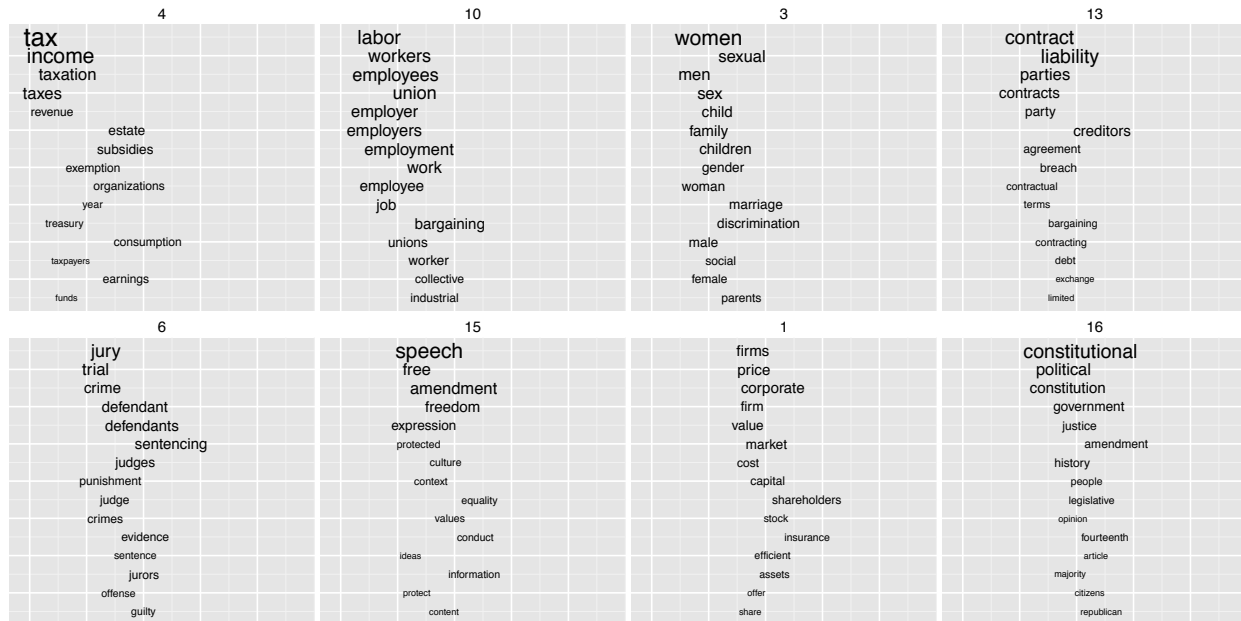 4
tax
income
taxation
taxes
revenue
estate
subsidies
exemption
organizations
year
treasury
consumption
taxpayers
earnings
funds
10
labor
workers
employees
union
employer
employers
employment
work
employee
job
bargaining
unions
worker
collective
industrial
3
women
sexual
men
sex
child
family
children
gender
woman
marriage
discrimination
male
social
female
parents
13
contract
liability
parties
contracts
party
creditors
agreement
breach
contractual
terms
bargaining
contracting
debt
exchange
limited
6
jury
trial
crime
defendant
defendants
sentencing
judges
punishment
judge
crimes
evidence
sentence
jurors
offense
guilty
15
speech
free
amendment
freedom
expression
protected
culture
context
equality
values
conduct
ideas
information
protect
content
1
firms
price
corporate
firm
value
market
cost
capital
shareholders
stock
insurance
efficient
assets
offer
share
16
constitutional
political
constitution
government
justice
amendment
history
people
legislative
opinion
fourteenth
article
majority
citizens
republican